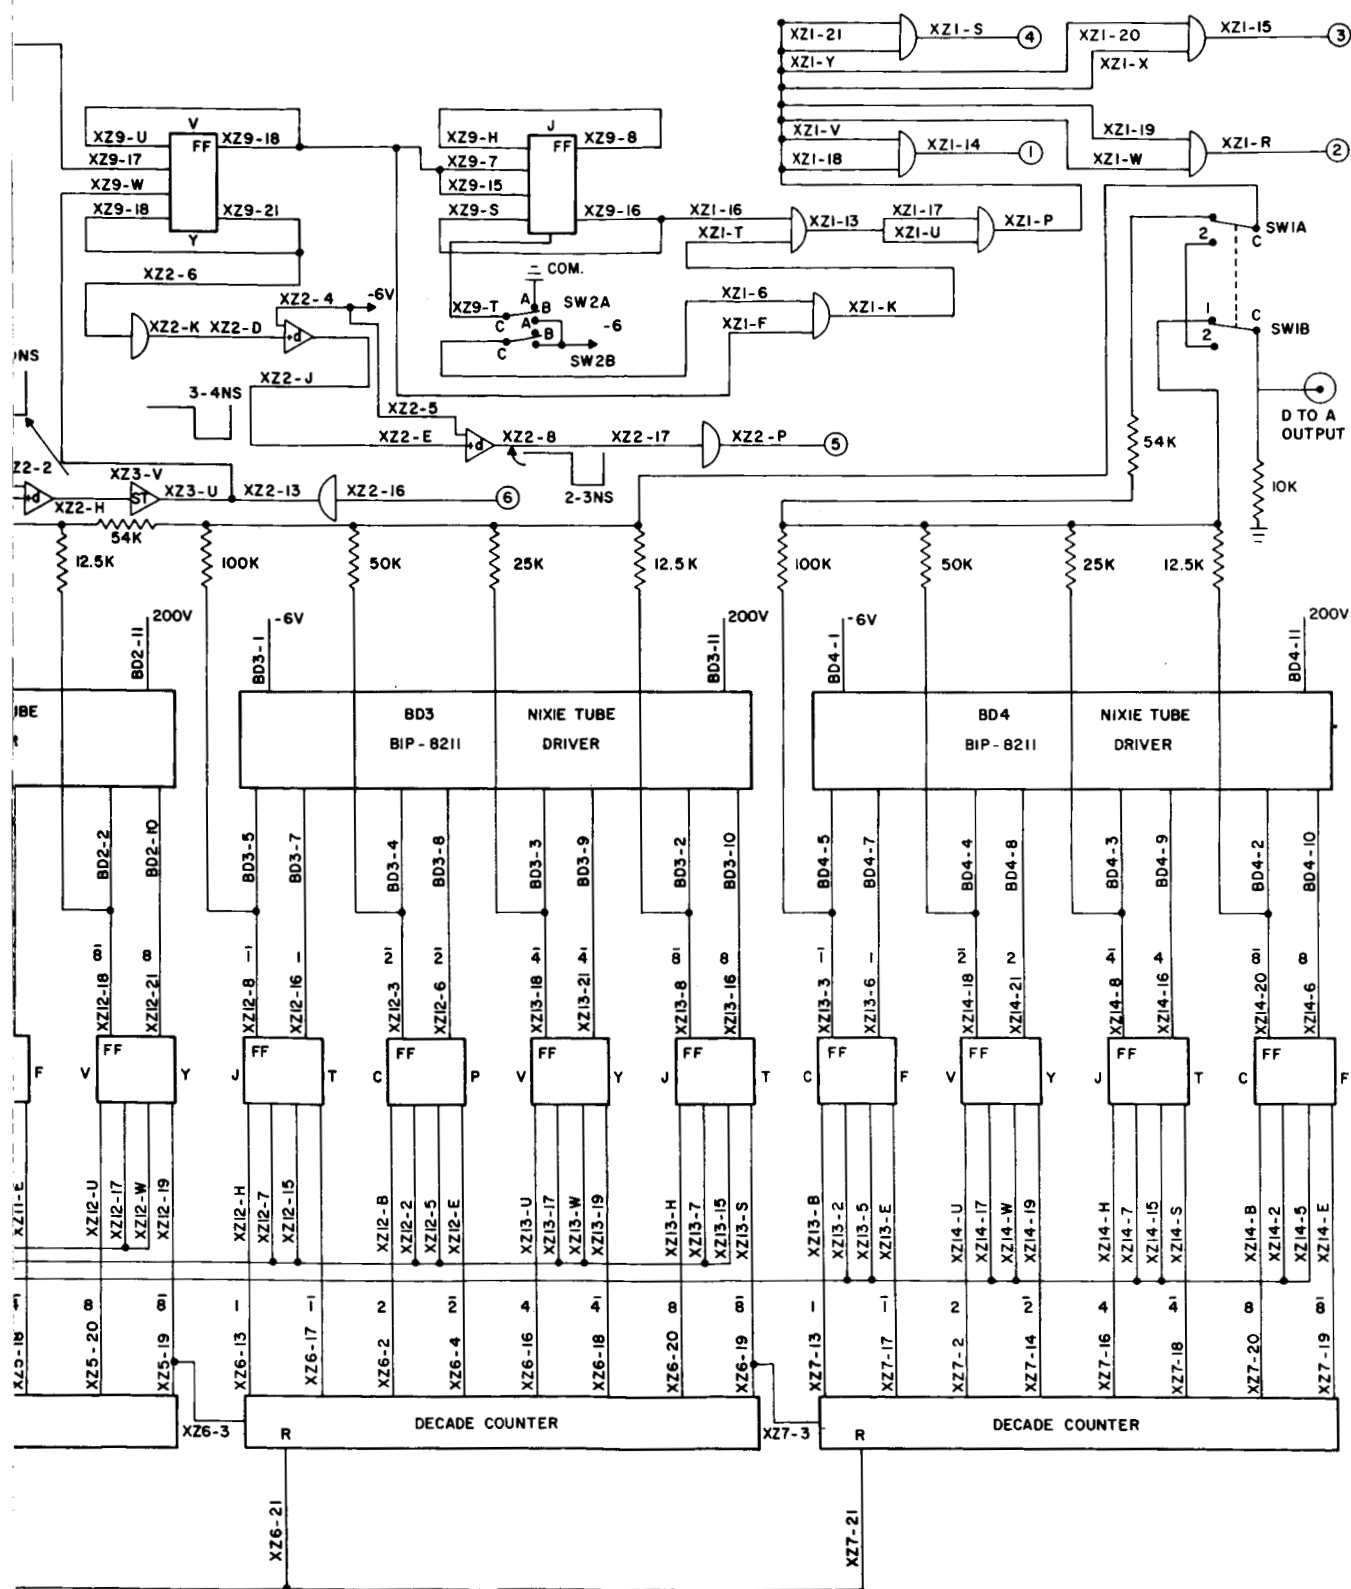 XZ1-21 XZ1-S 4 XZ1-20 XZ1-15 3
XZ1-Y XZ1-X
V J
XZ9-U XZ9-18 XZ9-H XZ9-8 XZ1-V XZ1-19
FF FF
XZ9-17 XZ9-7 XZ1-18 XZ1-14 1 XZ1-W XZ1-R 2
XZ9-W XZ9-15
XZ9-18 XZ9-21 XZ9-S XZ9-16 XZ1-16 XZ1-13 XZ1-17 XZ1-P
Y XZ1-T XZ1-U 2 C SW1A
XZ2-6 COM.
XZ2-4 -6V XZ9-T A B SW2A XZ1-6 XZ1-K 1 C
XZ2-K XZ2-D +d C A B -6 XZ1-F 2 SW1B
NS C SW2B
XZ2-J
3-4NS XZ2-5 D TO A
OUTPUT
XZ2-E +d XZ2-8 XZ2-17 XZ2-P 5 54K
Z2-2 XZ3-V
+d ST XZ3-U XZ2-13 XZ2-16 6 2-3NS 10K
XZ2-H
54K
12.5K 100K 50K 25K 12.5K 100K 50K 25K 12.5K
200V -6V 200V -6V 200V
BD2-11 BD3-1 BD3-11 BD4-1 BD4-11
UBE BD3 NIXIE TUBE BD4 NIXIE TUBE
R BIP-8211 DRIVER BIP-8211 DRIVER
BD2-2 BD2-10 BD3-5 BD3-7 BD3-4 BD3-8 BD3-3 BD3-9 BD3-2 BD3-10 BD4-5 BD4-7 BD4-4 BD4-8 BD4-3 BD4-9 BD4-2 BD4-10
8' 8 1' 1 2' 2' 4' 4' 8' 8 1' 1 2' 2 4' 4 8' 8
XZ12-18 XZ12-21 XZ12-8 XZ12-16 XZ12-3 XZ12-6 XZ13-18 XZ13-21 XZ13-8 XZ13-16 XZ13-3 XZ13-6 XZ14-18 XZ14-21 XZ14-8 XZ14-16 XZ14-20 XZ14-6
FF FF FF FF FF FF FF FF FF
F V Y J T C P V Y J T C F V Y J T C F
XZ11-E XZ12-U XZ12-17 XZ12-W XZ12-19 XZ12-H XZ12-7 XZ12-15 XZ12-B XZ12-2 XZ12-5 XZ12-E XZ13-U XZ13-17 XZ13-W XZ13-19 XZ13-H XZ13-7 XZ13-15 XZ13-S XZ13-B XZ13-2 XZ13-5 XZ13-E XZ14-U XZ14-17 XZ14-W XZ14-19 XZ14-H XZ14-7 XZ14-15 XZ14-S XZ14-B XZ14-2 XZ14-5 XZ14-E
4' 8 8' 1 1' 2 2' 4 4' 8 8' 1 1' 2 2' 4 4' 8 8'
XZ5-18 XZ5-20 XZ5-19 XZ6-13 XZ6-17 XZ6-2 XZ6-4 XZ6-16 XZ6-18 XZ6-20 XZ6-19 XZ7-13 XZ7-17 XZ7-2 XZ7-14 XZ7-16 XZ7-18 XZ7-20 XZ7-19
XZ6-3 R DECADE COUNTER XZ7-3 R DECADE COUNTER
XZ6-21 XZ7-21